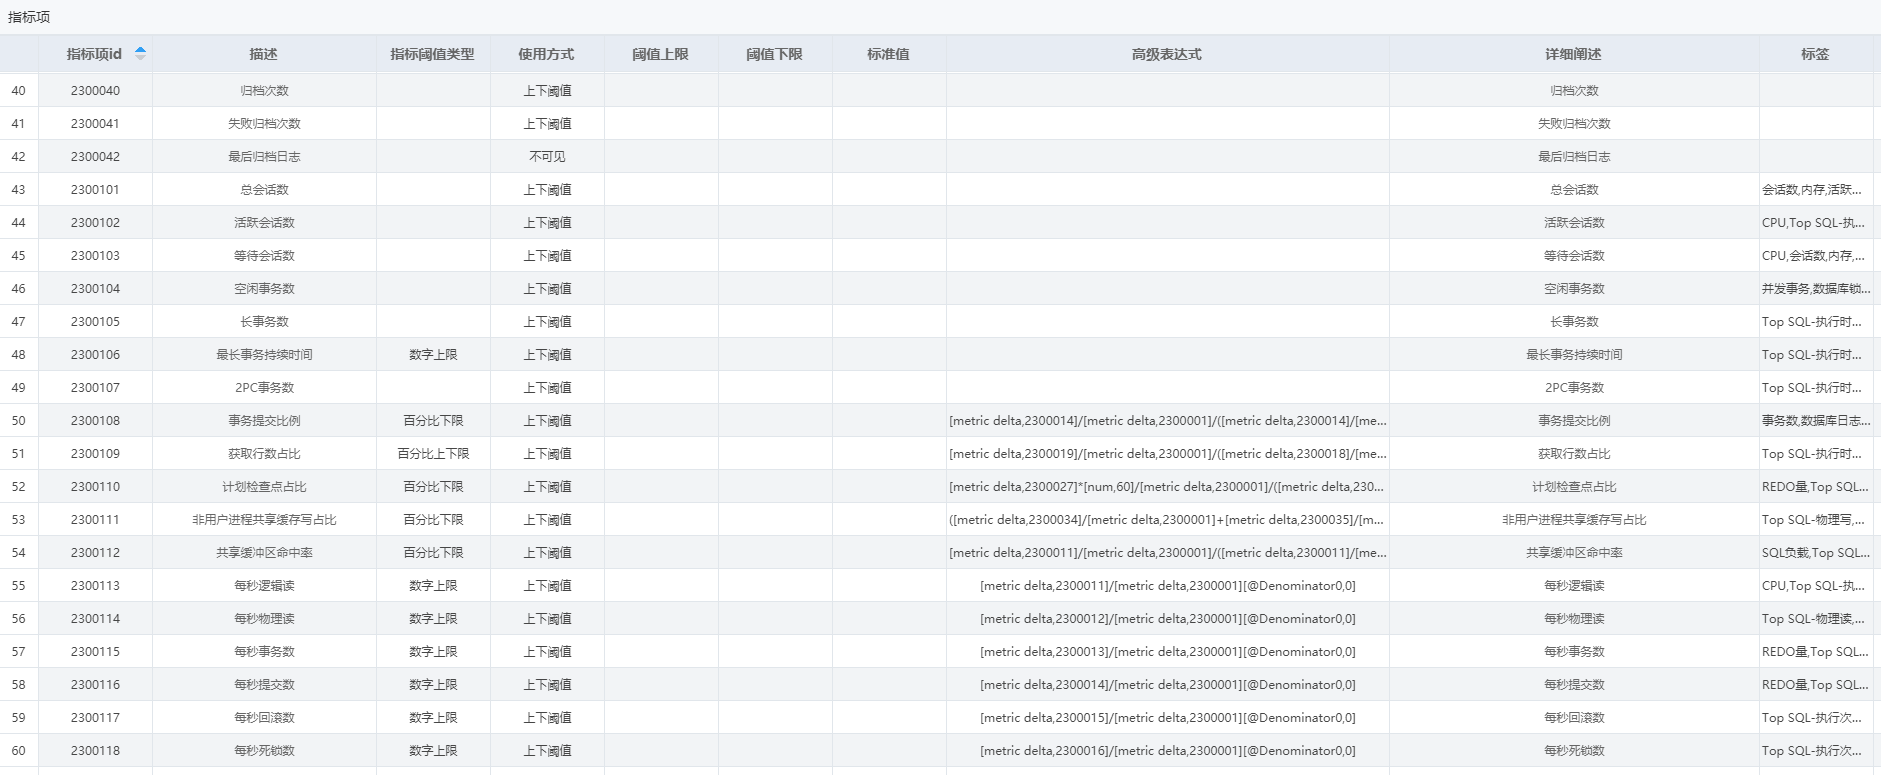 指标项
指标项id 描述 指标阈值类型 使用方式 阈值上限 阈值下限 标准值 高级表达式 详细阐述 标签
40 2300040 归档次数 上下阈值 归档次数
41 2300041 失败归档次数 上下阈值 失败归档次数
42 2300042 最后归档日志 不可见 最后归档日志
43 2300101 总会话数 上下阈值 总会话数 会话数,内存,活跃...
44 2300102 活跃会话数 上下阈值 活跃会话数 CPU,Top SQL-执...
45 2300103 等待会话数 上下阈值 等待会话数 CPU,会话数,内存,...
46 2300104 空闲事务数 上下阈值 空闲事务数 并发事务,数据库锁...
47 2300105 长事务数 上下阈值 长事务数 Top SQL-执行时...
48 2300106 最长事务持续时间 数字上限 上下阈值 最长事务持续时间 Top SQL-执行时...
49 2300107 2PC事务数 上下阈值 2PC事务数 Top SQL-执行时...
50 2300108 事务提交比例 百分比下限 上下阈值 [metric delta,2300014]/[metric delta,2300001]/([metric delta,2300014]/[me... 事务提交比例 事务数,数据库日志...
51 2300109 获取行数占比 百分比上下限 上下阈值 [metric delta,2300019]/[metric delta,2300001]/([metric delta,2300018]/[me... 获取行数占比 Top SQL-执行时...
52 2300110 计划检查点占比 百分比下限 上下阈值 [metric delta,2300027]*[num,60]/[metric delta,2300001]/([metric delta,230... 计划检查点占比 REDO量,Top SQL...
53 2300111 非用户进程共享缓存写占比 百分比下限 上下阈值 ([metric delta,2300034]/[metric delta,2300001]+[metric delta,2300035]/[m... 非用户进程共享缓存写占比 Top SQL-物理写,...
54 2300112 共享缓冲区命中率 百分比下限 上下阈值 [metric delta,2300011]/[metric delta,2300001]/([metric delta,2300011]/[me... 共享缓冲区命中率 SQL负载,Top SQL...
55 2300113 每秒逻辑读 数字上限 上下阈值 [metric delta,2300011]/[metric delta,2300001][@Denominator0,0] 每秒逻辑读 CPU,Top SQL-执...
56 2300114 每秒物理读 数字上限 上下阈值 [metric delta,2300012]/[metric delta,2300001][@Denominator0,0] 每秒物理读 Top SQL-物理读,...
57 2300115 每秒事务数 数字上限 上下阈值 [metric delta,2300013]/[metric delta,2300001][@Denominator0,0] 每秒事务数 REDO量,Top SQL...
58 2300116 每秒提交数 数字上限 上下阈值 [metric delta,2300014]/[metric delta,2300001][@Denominator0,0] 每秒提交数 REDO量,Top SQL...
59 2300117 每秒回滚数 数字上限 上下阈值 [metric delta,2300015]/[metric delta,2300001][@Denominator0,0] 每秒回滚数 Top SQL-执行次...
60 2300118 每秒死锁数 数字上限 上下阈值 [metric delta,2300016]/[metric delta,2300001][@Denominator0,0] 每秒死锁数 Top SQL-执行次...